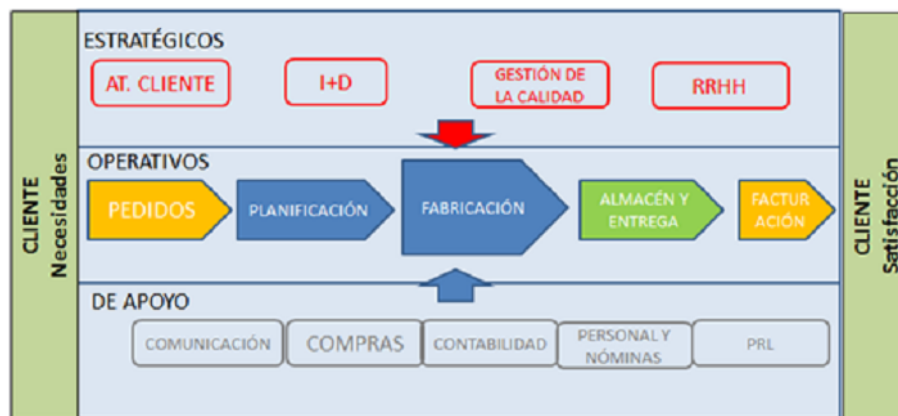 ESTRATÉGICOS
AT. CLIENTE
I+D
GESTIÓN DE
LA CALIDAD
RRHH
CLIENTE
Necesidades
OPERATIVOS
PEDIDOS
PLANIFICACIÓN
FABRICACIÓN
ALMACÉN Y
ENTREGA
FACTUR
ACIÓN
CLIENTE
Satisfacción
DE APOYO
COMUNICACIÓN
COMPRAS
CONTABILIDAD
PERSONAL Y
NÓMINAS
PRL